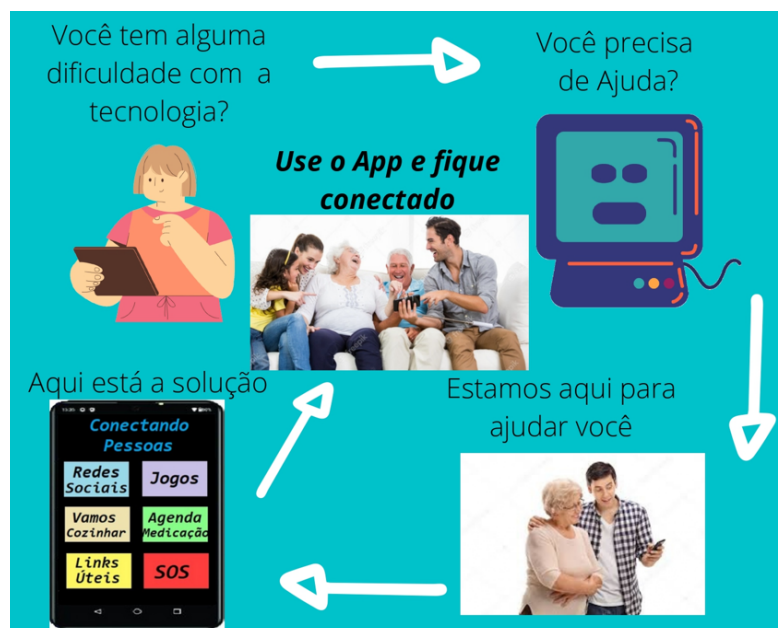 Você tem alguma
dificuldade com a
tecnologia?
Você precisa
de Ajuda?
Use o App e fique
conectado
Estamos aqui para
ajudar você
Aqui está a solução
Conectando
Pessoas
Redes
Sociais
Jogos
Vamos
Cozinhar
Agenda
Medicação
Links
Úteis
SOS